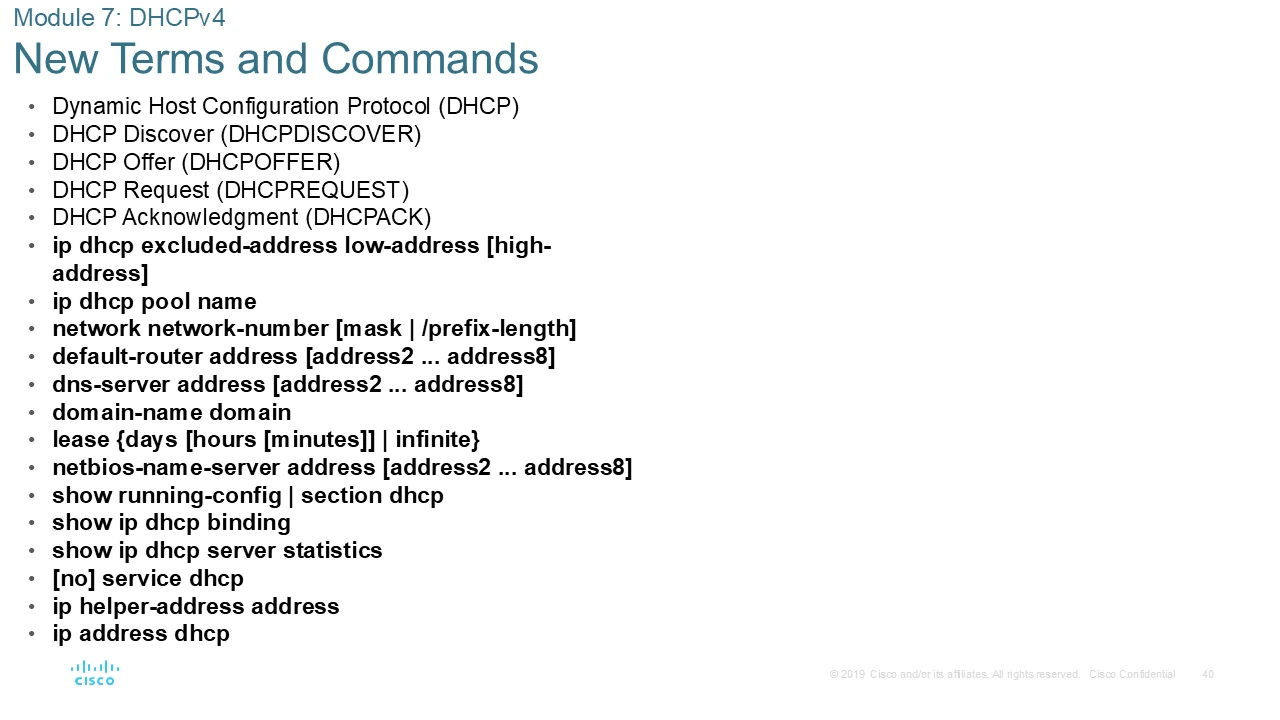 Module 7: DHCPv4
New Terms and Commands
• Dynamic Host Configuration Protocol (DHCP)
• DHCP Discover (DHCPDISCOVER)
• DHCP Offer (DHCPOFFER)
• DHCP Request (DHCPREQUEST)
• DHCP Acknowledgment (DHCPACK)
• ip dhcp excluded-address low-address [high-
address]
• ip dhcp pool name
• network network-number [mask | /prefix-length]
• default-router address [address2 ... address8]
• dns-server address [address2 ... address8]
• domain-name domain
• lease {days [hours [minutes]] | infinite}
• netbios-name-server address [address2 ... address8]
• show running-config | section dhcp
• show ip dhcp binding
• show ip dhcp server statistics
• [no] service dhcp
• ip helper-address address
• ip address dhcp
CISCO
© 2019 Cisco and/or its affiliates. All rights reserved. Cisco Confidential 40